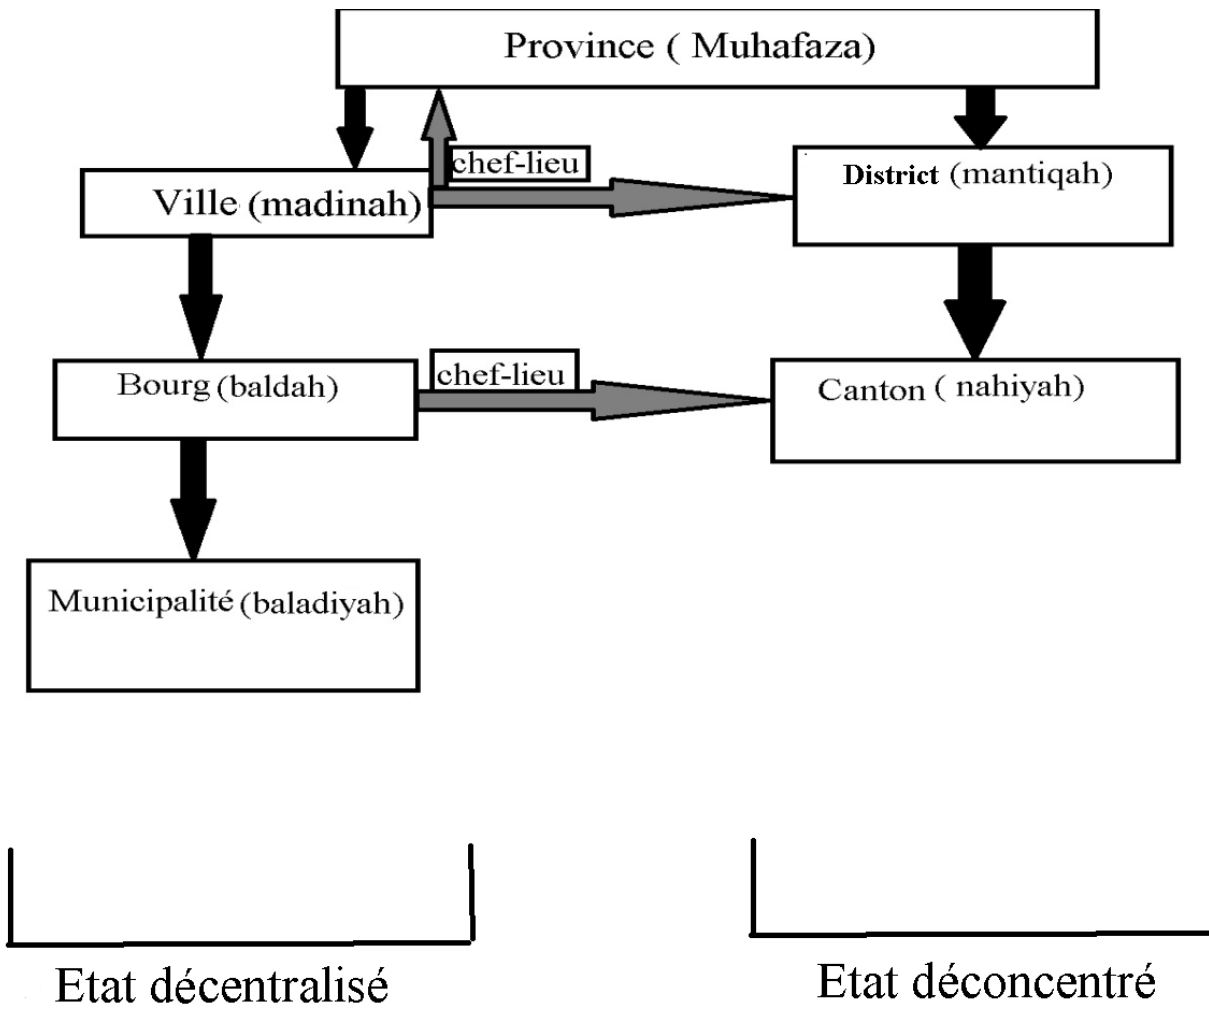 Province ( Muhafaza)
chef-lieu
Ville (madinah)
District (mantiqah)
chef-lieu
Bourg (baldah)
Canton ( nahiyah)
Municipalité (baladiyah)
Etat décentralisé
Etat déconcentré